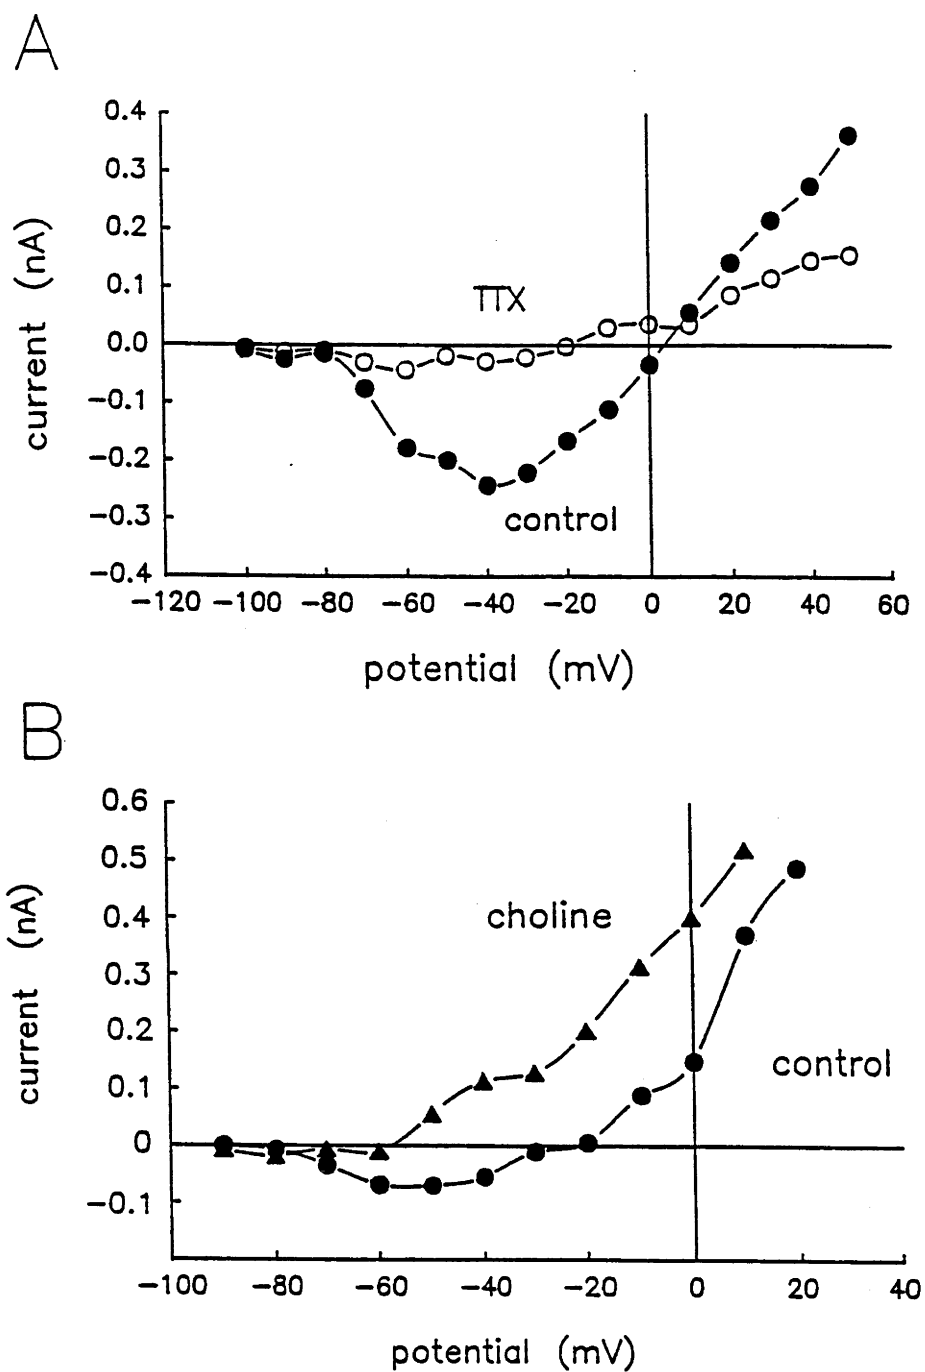 A
0.4
0.3
0.2
0.1
0.0
−0.1
−0.2
−0.3
−0.4
current (nA)
TTX
control
−120 −100 −80 −60 −40 −20 0 20 40 60
potential (mV)
B
0.6
0.5
0.4
0.3
0.2
0.1
0
−0.1
current (nA)
choline
control
−100 −80 −60 −40 −20 0 20 40
potential (mV)